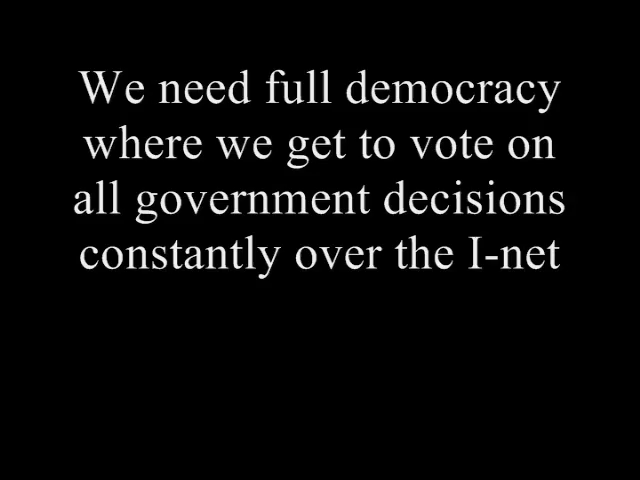 We need full democracy
where we get to vote on
all government decisions
constantly over the I-net